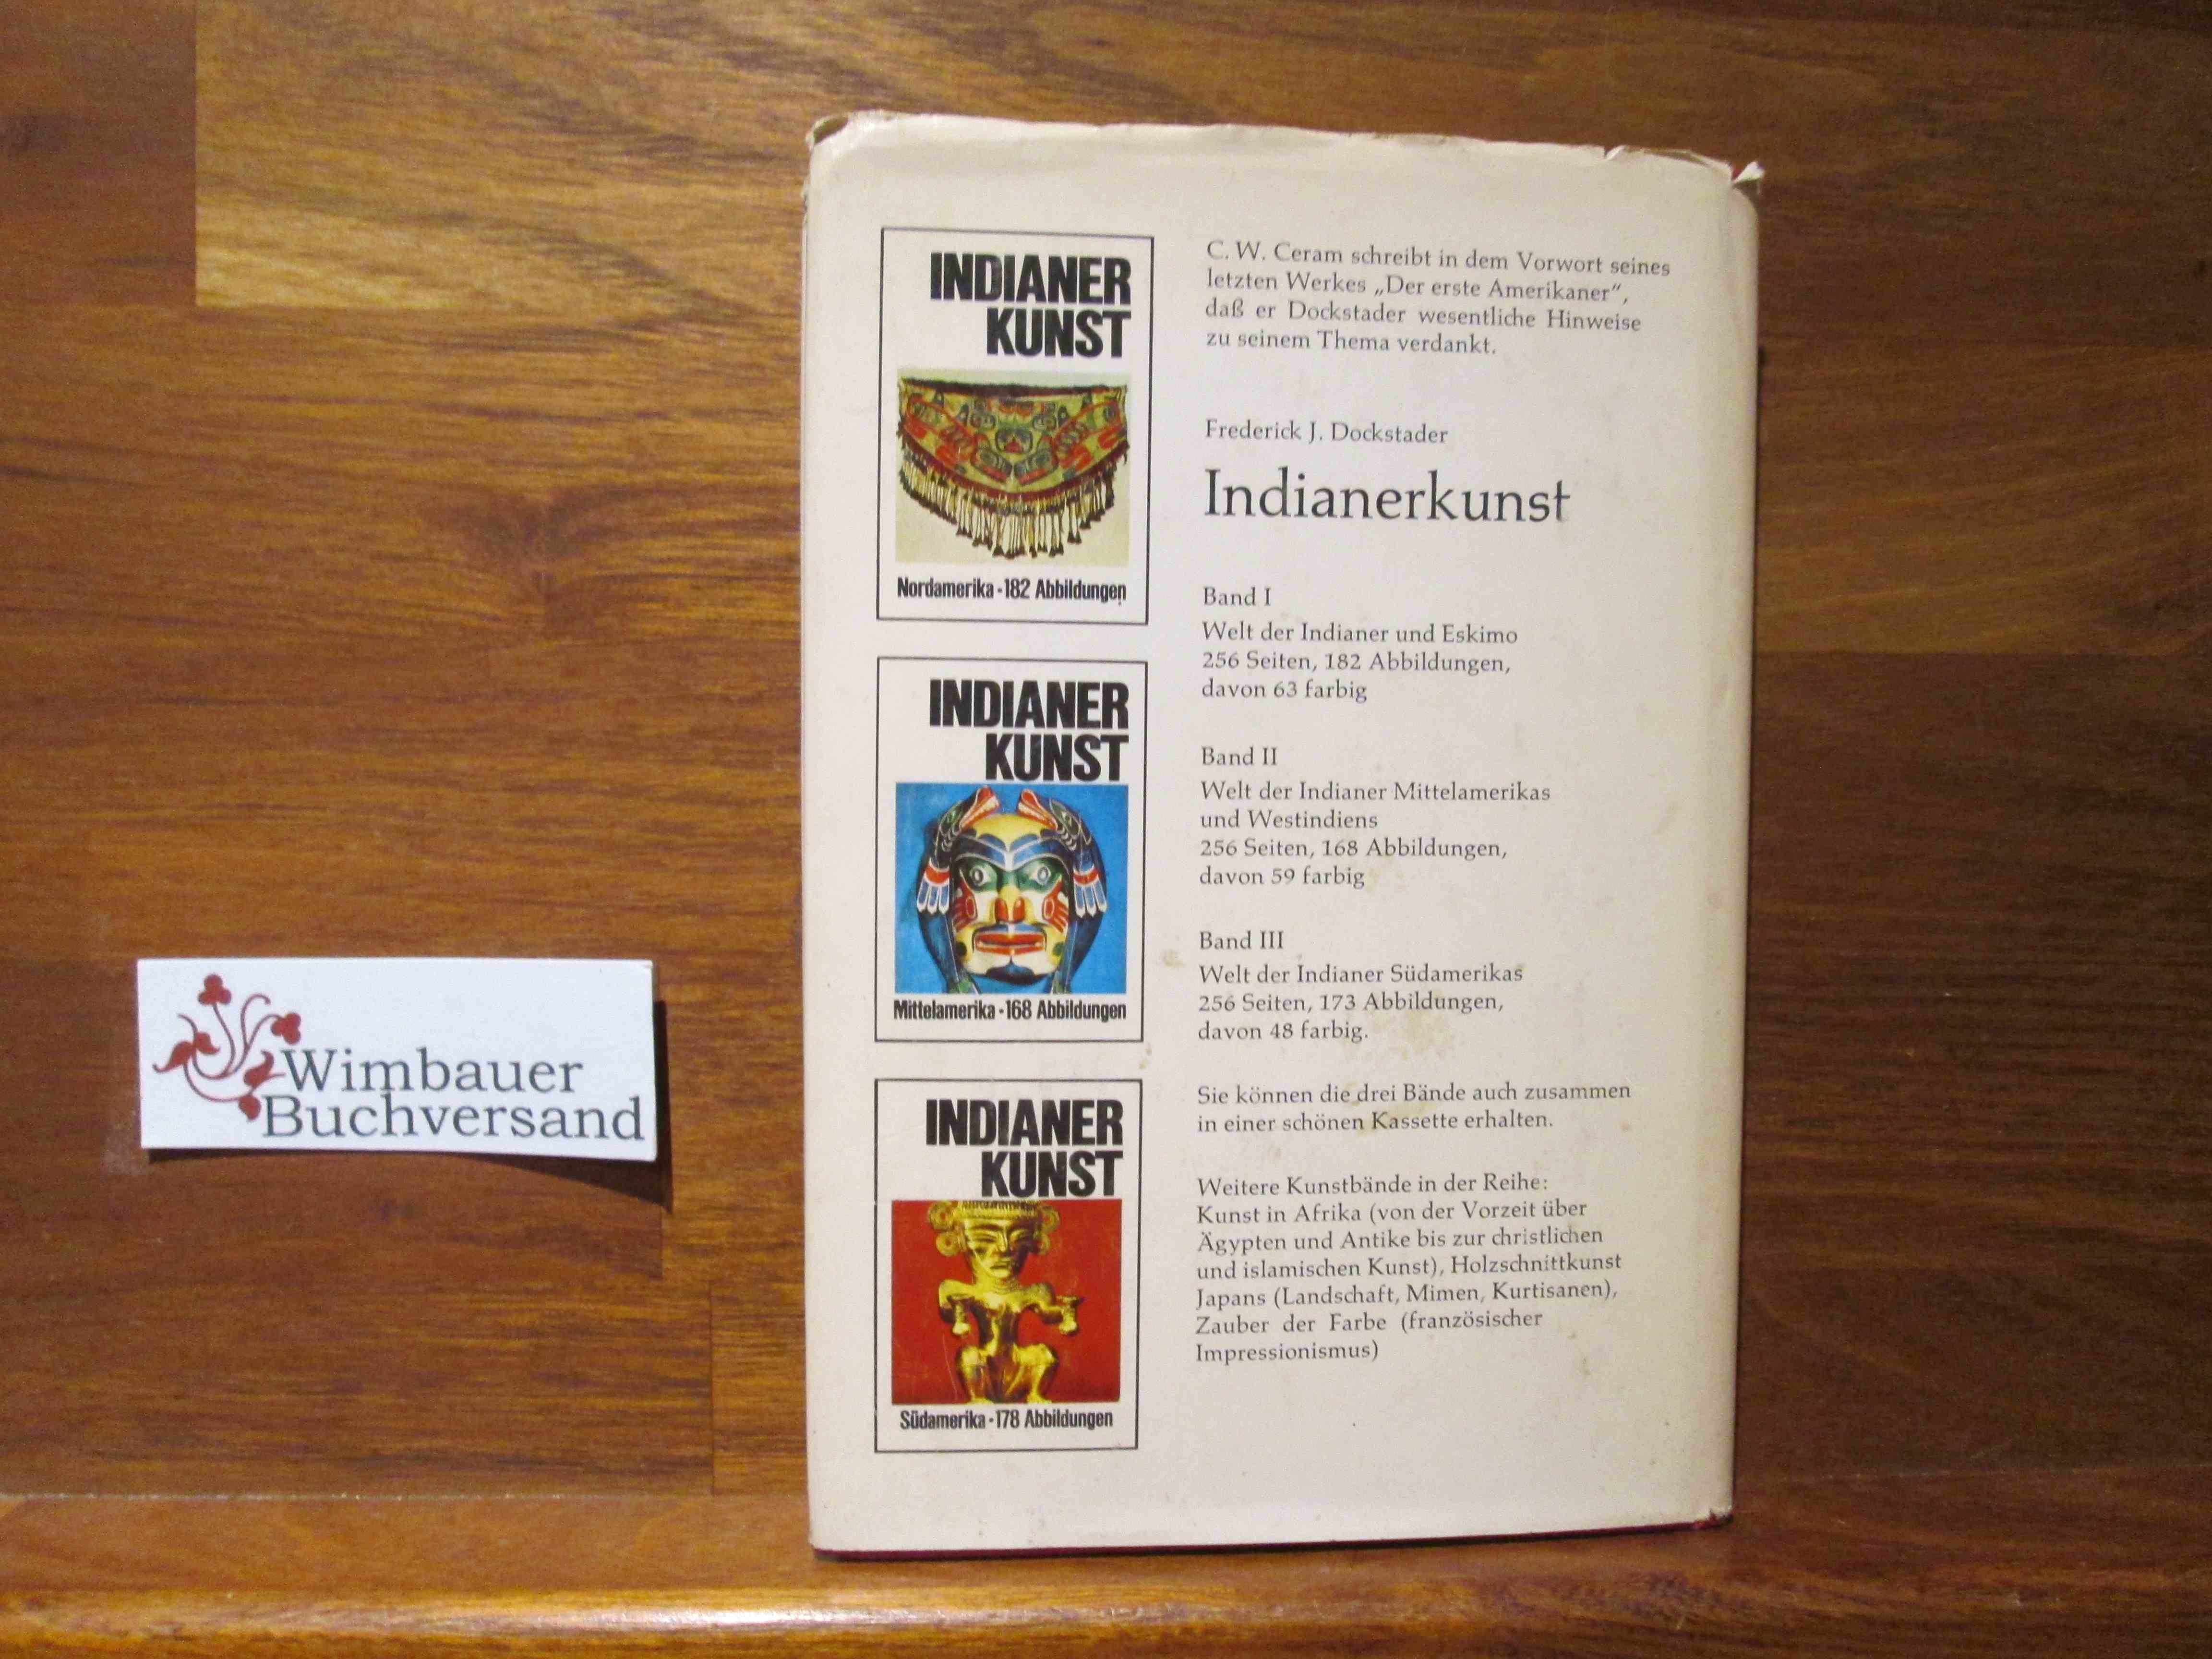 INDIANER
KUNST
Nordamerika · 182 Abbildungen
INDIANER
KUNST
Mittelamerika · 168 Abbildungen
INDIANER
KUNST
Südamerika · 178 Abbildungen
C. W. Ceram schreibt in dem Vorwort seines
letzten Werkes „Der erste Amerikaner“,
daß er Dockstader wesentliche Hinweise
zu seinem Thema verdankt.
Frederick J. Dockstader
Indianerkunst
Band I
Welt der Indianer und Eskimo
256 Seiten, 182 Abbildungen,
davon 63 farbig
Band II
Welt der Indianer Mittelamerikas
und Westindiens
256 Seiten, 168 Abbildungen,
davon 59 farbig
Band III
Welt der Indianer Südamerikas
256 Seiten, 173 Abbildungen,
davon 48 farbig.
Sie können die drei Bände auch zusammen
in einer schönen Kassette erhalten.
Weitere Kunstbände in der Reihe:
Kunst in Afrika (von der Vorzeit über
Ägypten und Antike bis zur christlichen
und islamischen Kunst), Holzschnittkunst
Japans (Landschaft, Mimen, Kurtisanen),
Zauber der Farbe (französischer
Impressionismus)
Wimbauer
Buchversand